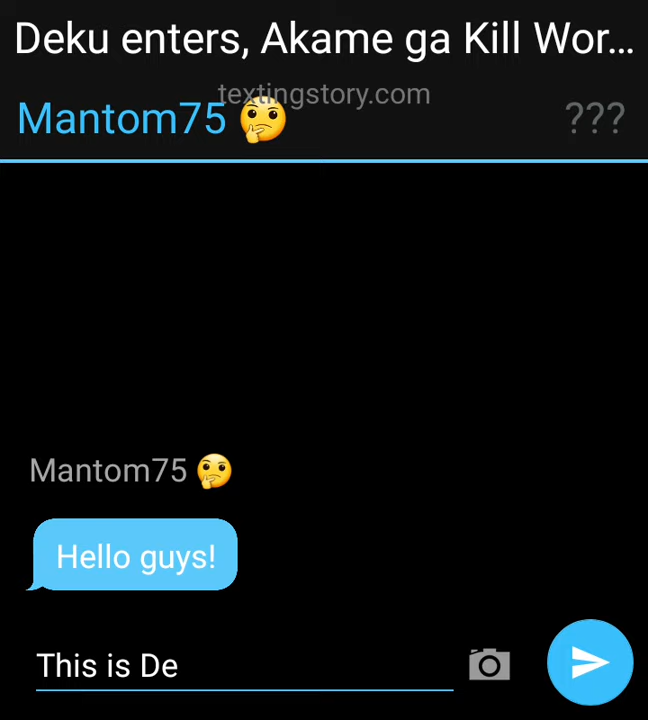 Deku enters, Akame ga Kill Wor...
textingstory.com
Mantom75 🤔 ???
Mantom75 🤔
Hello guys!
This is De